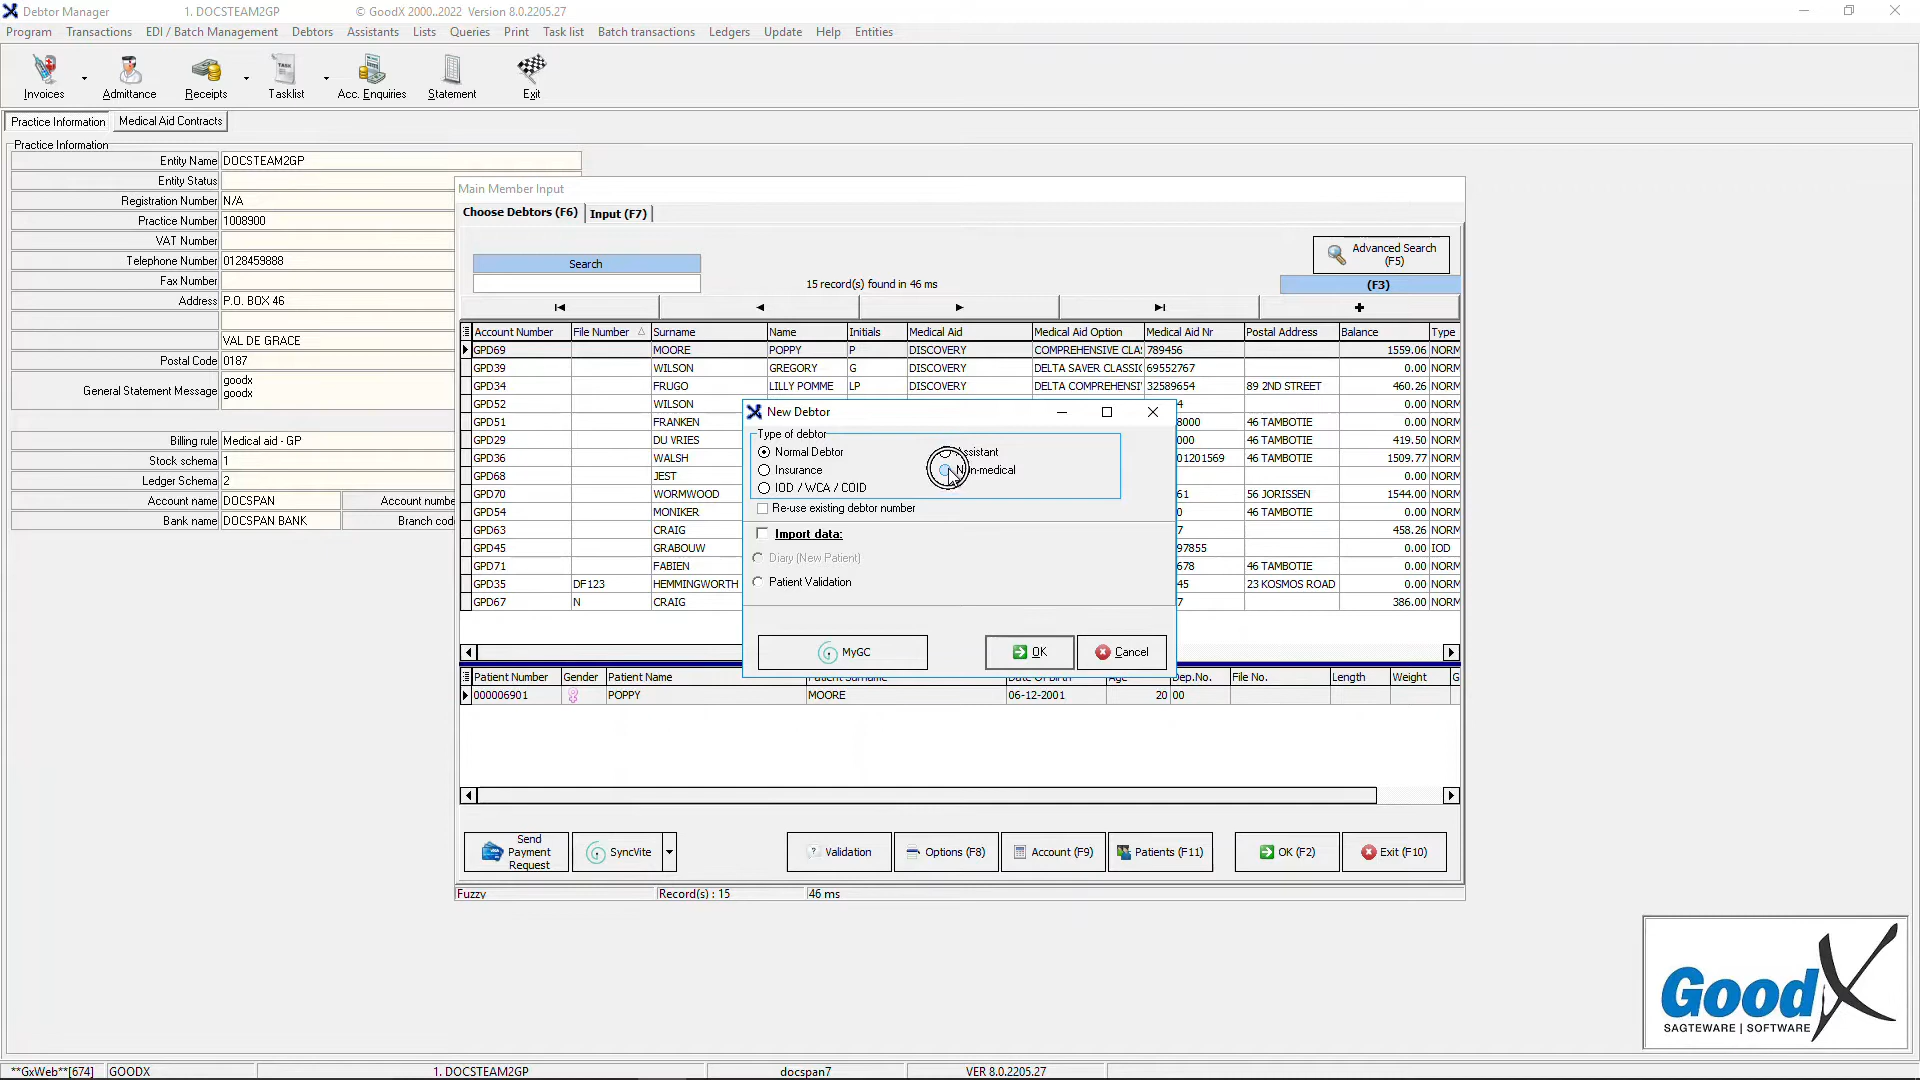 Debtor Manager 1. DOCSTEAM2GP © GoodX 2000..2022 Version 8.0.2205.27
Program Transactions EDI / Batch Management Debtors Assistants Lists Queries Print Task list Batch transactions Ledgers Update Help Entities
Invoices Admittance Receipts Tasklist Acc. Enquiries Statement Exit
Practice Information Medical Aid Contracts
Practice Information
Entity Name DOCSTEAM2GP
Entity Status
Registration Number N/A
Practice Number 1008900
VAT Number
Telephone Number 0128459888
Fax Number
Address P.O. BOX 46
VAL DE GRACE
Postal Code 0187
General Statement Message goodx
goodx
Billing rule Medical aid - GP
Stock schema 1
Ledger Schema 2
Account name DOCSPAN
Bank name DOCSPAN BANK
Main Member Input
Choose Debtors (F6) Input (F7)
Search
15 record(s) found in 46 ms
Advanced Search
(F5)
(F3)
Account Number File Number Surname Name Initials Medical Aid Medical Aid Option Medical Aid Nr Postal Address Balance Type
GPD69 MOORE POPPY P DISCOVERY 789456 1559.06
GPD39 WILSON GREGORY G DISCOVERY 69552767 0.00
GPD34 FRUGO LILLY POMME LP DISCOVERY 32589654 89 2ND STREET 460.26
GPD52 WILSON 4 0.00
GPD51 FRANKEN 8000 46 TAMBOTIE 0.00
GPD29 DU VRIES 000 46 TAMBOTIE 419.50
GPD36 WALSH 01201569 46 TAMBOTIE 1509.77
GPD68 JEST 0.00
GPD70 WORMWOOD 61 56 JORISSEN 1544.00
GPD54 MONIKER 0 46 TAMBOTIE 0.00
GPD63 CRAIG 7 458.26
GPD45 GRABOUW 97855 0.00 IOD
GPD71 FABIEN 678 46 TAMBOTIE 0.00
GPD35 DF123 HEMMINGWORTH 45 23 KOSMOS ROAD 0.00
GPD67 N CRAIG 7 386.00
New Debtor
Type of debtor
Normal Debtor
Insurance
IOD / WCA / COID
Re-use existing debtor number
Import data:
Diary (New Patient)
Patient Validation
MyGC OK Cancel
Patient Number Gender Patient Name Dep.No. File No. Length Weight
000006901 POPPY MOORE 06-12-2001 20 00
Send
Payment
Request
SyncVite Validation Options (F8) Account (F9) Patients (F11) OK (F2) Exit (F10)
Fuzzy Record(s) : 15 46 ms
GoodX
SAGTEWARE | SOFTWARE
**GxWeb**[674] GOODX 1. DOCSTEAM2GP docspan7 VER 8.0.2205.27